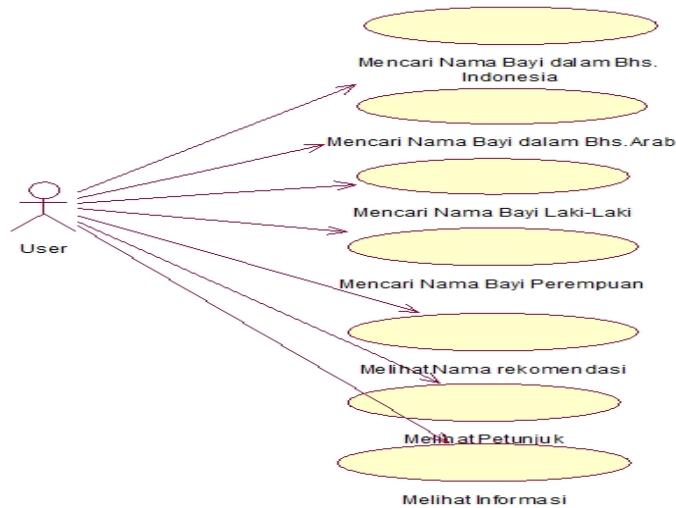 Mencari Nama Bayi dalam Bhs.
Indonesia
Mencari Nama Bayi dalam Bhs.Arab
Mencari Nama Bayi Laki-Laki
User
Mencari Nama Bayi Perempuan
Melihat Nama rekomendasi
Melihat Petunjuk
Melihat Informasi